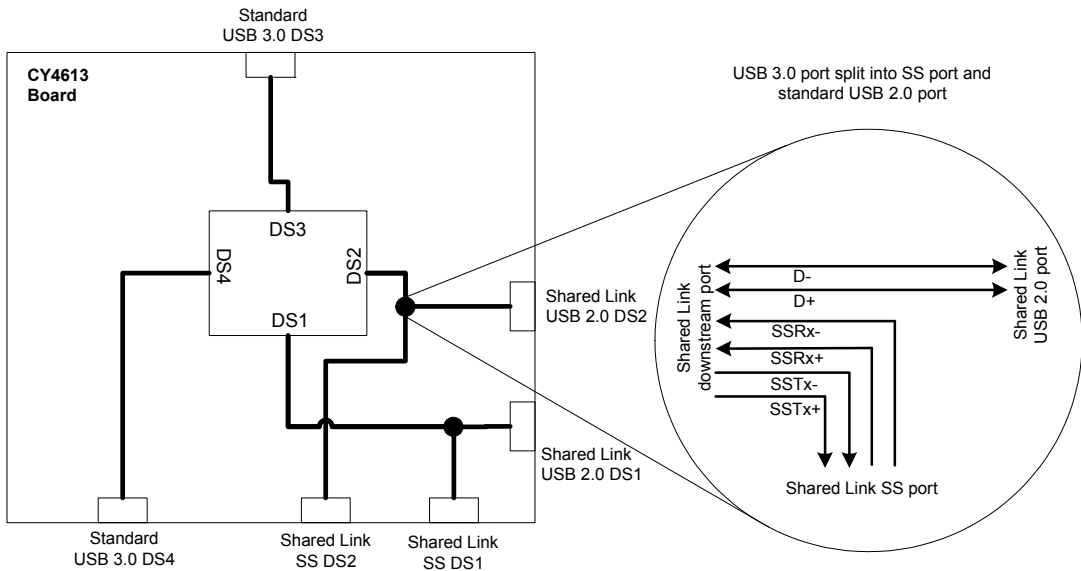 Standard
USB 3.0 DS3
CY4613
Board
USB 3.0 port split into SS port and
standard USB 2.0 port
DS3
DS4
DS2
DS1
Shared Link
USB 2.0 DS2
Shared Link
USB 2.0 DS1
Standard
USB 3.0 DS4
Shared Link
SS DS2
Shared Link
SS DS1
Shared Link
downstream port
D-
D+
SSRx-
SSRx+
SSTx-
SSTx+
Shared Link
USB 2.0 port
Shared Link SS port